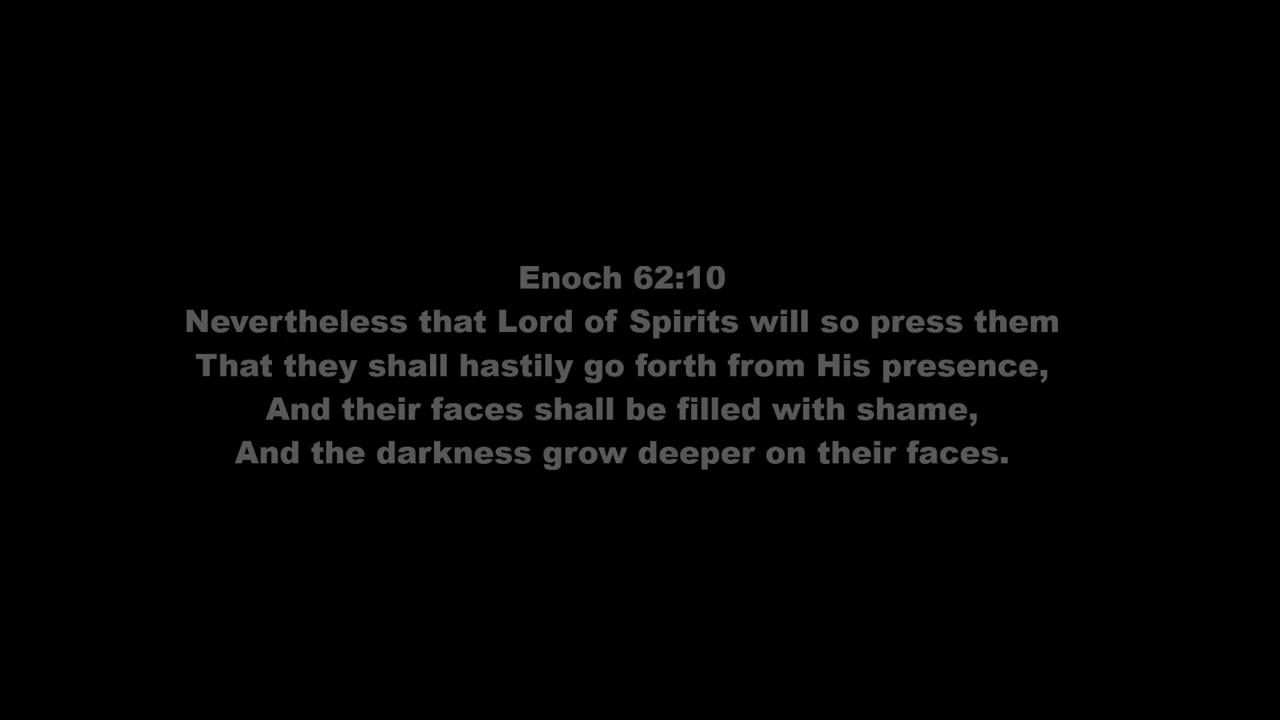 Enoch 62:10
Nevertheless that Lord of Spirits will so press them
That they shall hastily go forth from His presence,
And their faces shall be filled with shame,
And the darkness grow deeper on their faces.